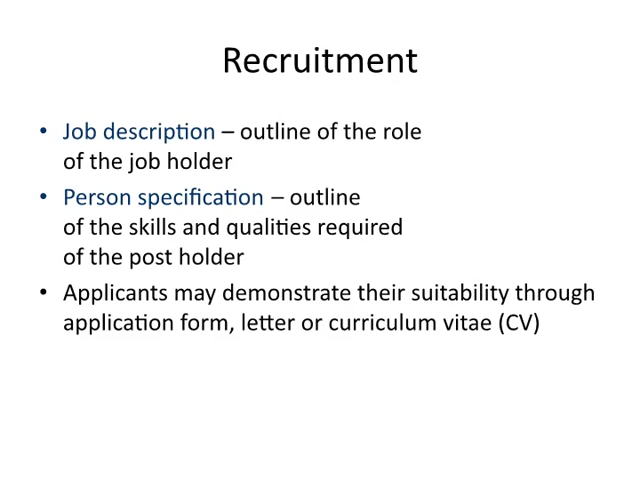 Recruitment
• Job description – outline of the role
of the job holder
• Person specification – outline
of the skills and qualities required
of the post holder
• Applicants may demonstrate their suitability through
application form, letter or curriculum vitae (CV)